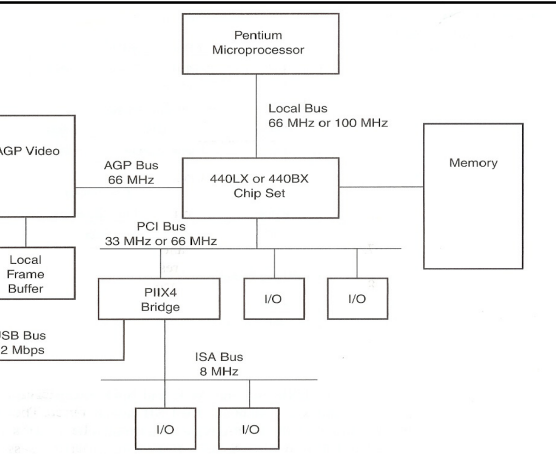 Pentium
Microprocessor
Local Bus
66 MHz or 100 MHz
AGP Video
AGP Bus
66 MHz
440LX or 440BX
Chip Set
Memory
PCI Bus
33 MHz or 66 MHz
Local
Frame
Buffer
PIIX4
Bridge
I/O
I/O
SB Bus
2 Mbps
ISA Bus
8 MHz
I/O
I/O